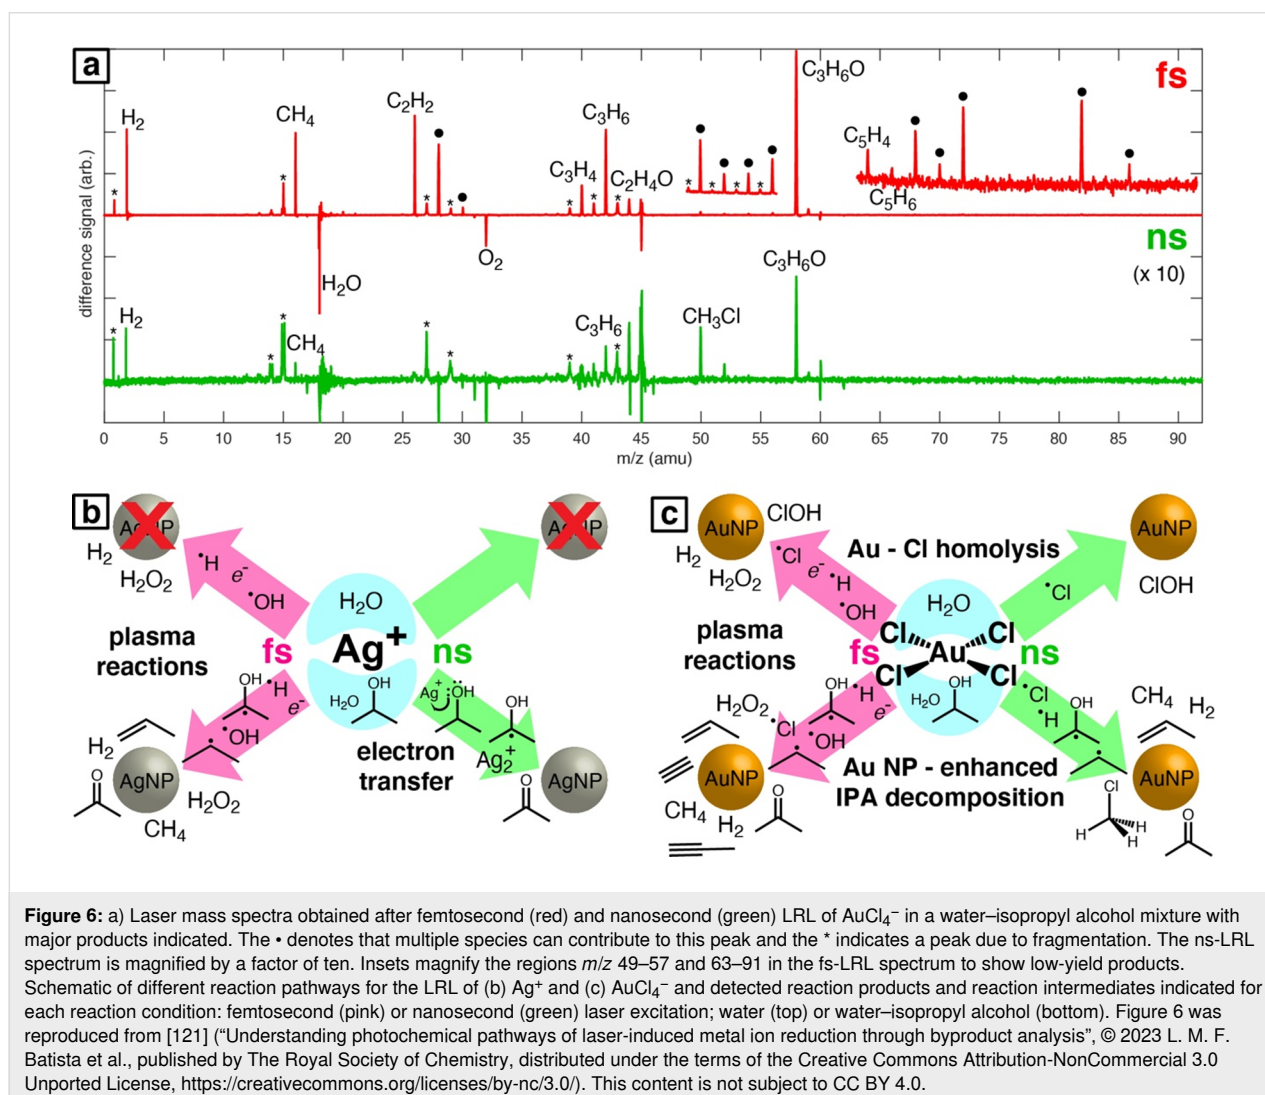 a
fs
C3H6O
H2
CH4
C2H2
C3H6
C3H4
C2H4O
C5H4
C5H6
O2
H2O
difference signal (arb.)
ns
(x 10)
C3H6O
H2
CH4
C3H6
CH3Cl
0 5 10 15 20 25 30 35 40 45 50 55 60 65 70 75 80 85 90
m/z (amu)
b
H2
H2O2
•H
e-
•OH
H2O
plasma
reactions
fs
Ag+
ns
OH
•H
e-
•OH
H2O
OH
Ag+
:ÖH
OH
Ag2+
electron
transfer
H2
AgNP
O
H2O2
CH4
AgNP
O
c
AuNP
ClOH
H2
H2O2
•Cl
e-
•H
•OH
Au - Cl homolysis
H2O
•Cl
AuNP
ClOH
plasma
reactions
fs
Cl
Cl
Au
Cl
Cl
ns
H2O2
•Cl
OH
•H
e-
•OH
H2O
OH
•Cl
•H
OH
CH4
H2
AuNP
CH4
H2
O
Au NP - enhanced
IPA decomposition
AuNP
Cl
H
H
H
O
Figure 6: a) Laser mass spectra obtained after femtosecond (red) and nanosecond (green) LRL of AuCl4− in a water–isopropyl alcohol mixture with
major products indicated. The • denotes that multiple species can contribute to this peak and the * indicates a peak due to fragmentation. The ns-LRL
spectrum is magnified by a factor of ten. Insets magnify the regions m/z 49–57 and 63–91 in the fs-LRL spectrum to show low-yield products.
Schematic of different reaction pathways for the LRL of (b) Ag+ and (c) AuCl4− and detected reaction products and reaction intermediates indicated for
each reaction condition: femtosecond (pink) or nanosecond (green) laser excitation; water (top) or water–isopropyl alcohol (bottom). Figure 6 was
reproduced from [121] (“Understanding photochemical pathways of laser-induced metal ion reduction through byproduct analysis”, © 2023 L. M. F.
Batista et al., published by The Royal Society of Chemistry, distributed under the terms of the Creative Commons Attribution-NonCommercial 3.0
Unported License, https://creativecommons.org/licenses/by-nc/3.0/). This content is not subject to CC BY 4.0.